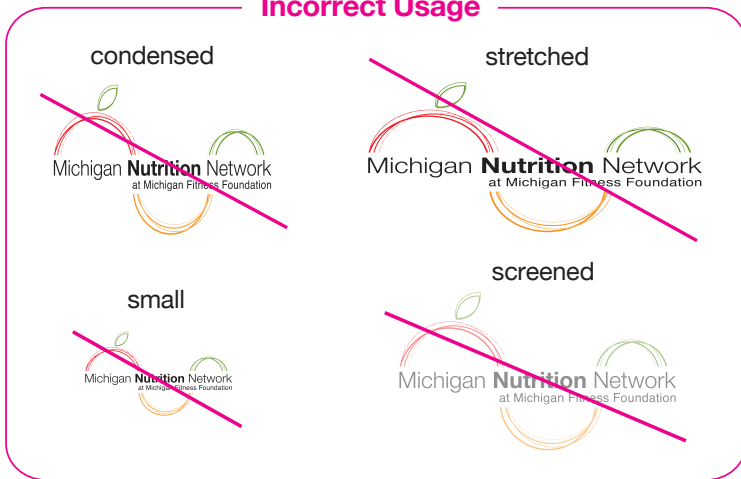 Incorrect Usage
condensed
Michigan Nutrition Network
at Michigan Fitness Foundation
stretched
Michigan Nutrition Network
at Michigan Fitness Foundation
small
Michigan Nutrition Network
at Michigan Fitness Foundation
screened
Michigan Nutrition Network
at Michigan Fitness Foundation